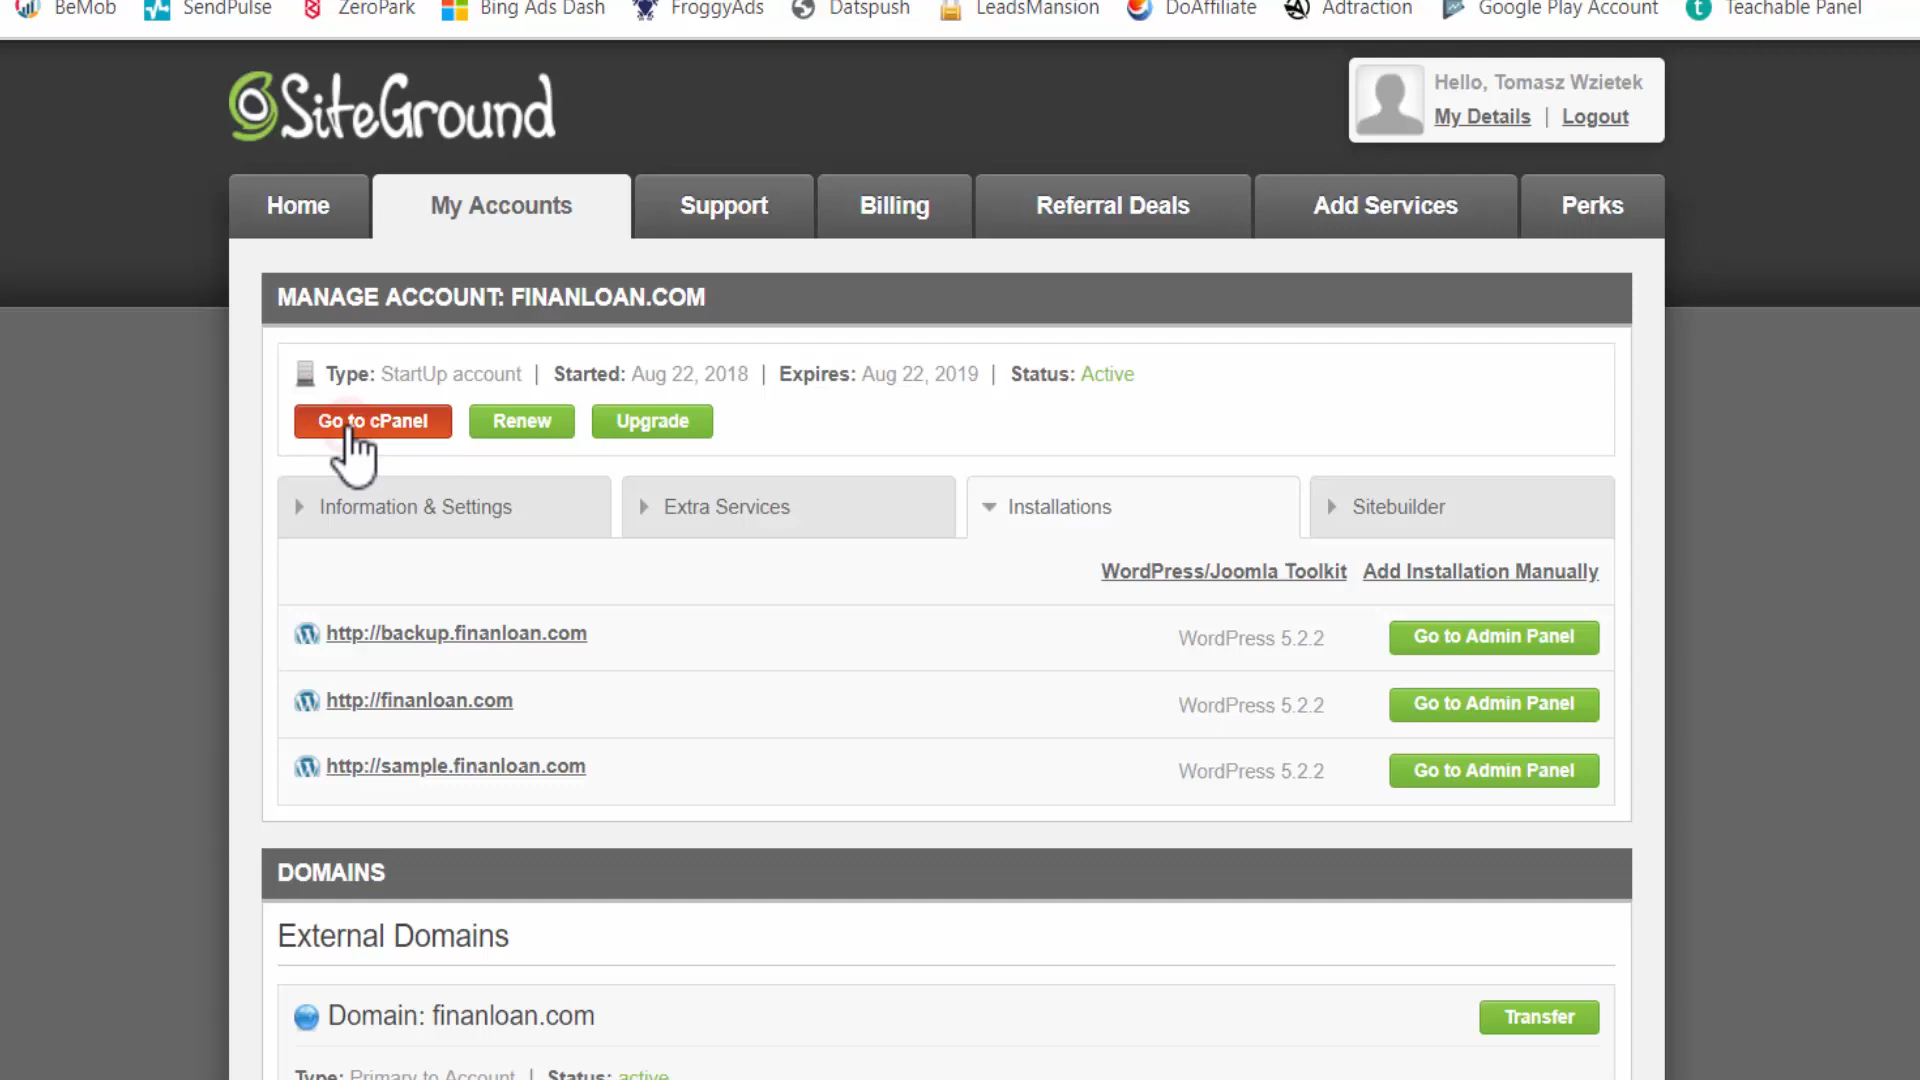 BeMob SendPulse ZeroPark Bing Ads Dash FroggyAds Datspush LeadsMansion DoAffiliate Adtraction Google Play Account t Teachable Panel
SiteGround
Hello, Tomasz Wzietek
My Details | Logout
Home My Accounts Support Billing Referral Deals Add Services Perks
MANAGE ACCOUNT: FINANLOAN.COM
Type: StartUp account | Started: Aug 22, 2018 | Expires: Aug 22, 2019 | Status: Active
Go to cPanel Renew Upgrade
Information & Settings Extra Services Installations Sitebuilder
WordPress/Joomla Toolkit Add Installation Manually
http://backup.finanloan.com WordPress 5.2.2 Go to Admin Panel
http://finanloan.com WordPress 5.2.2 Go to Admin Panel
http://sample.finanloan.com WordPress 5.2.2 Go to Admin Panel
DOMAINS
External Domains
Domain: finanloan.com Transfer
Type: Primary to Account | Status: active